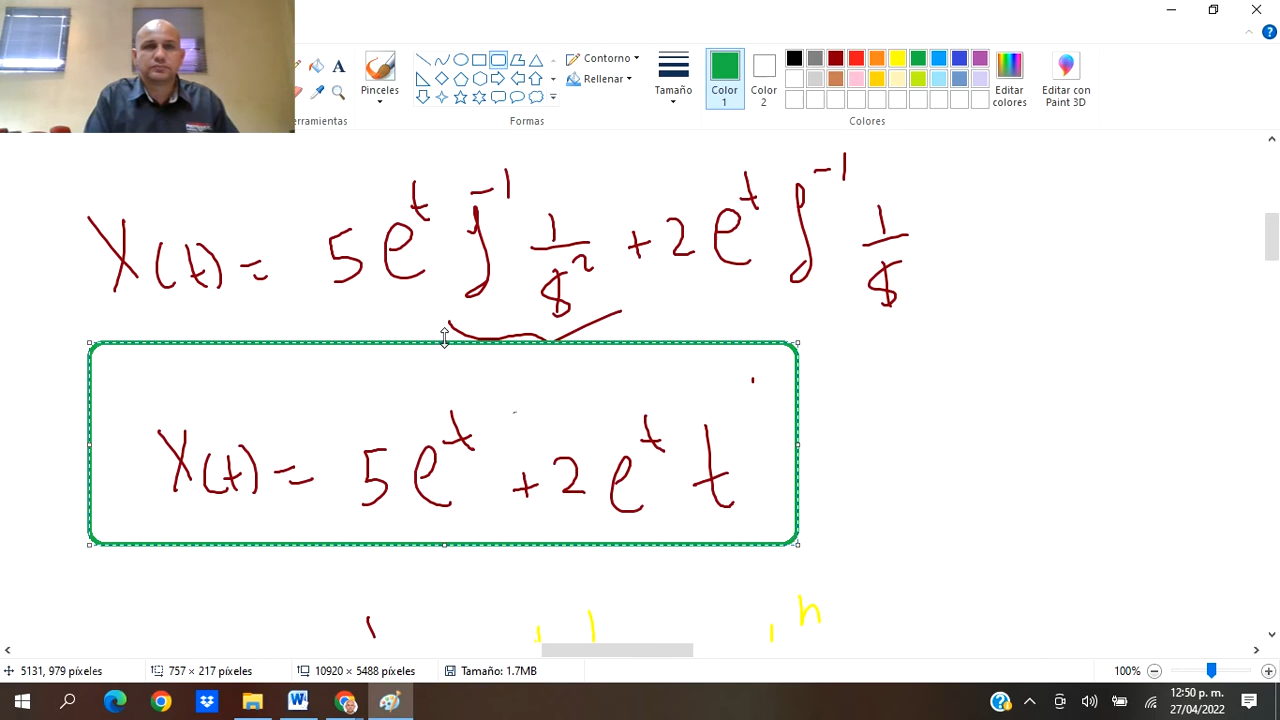 Contorno
Rellenar
Pinceles
Tamaño
Color
1
Color
2
Editar
colores
Editar con
Paint 3D
rramientas
Formas
Colores
X(t) = 5e^t ∫^-1 1/s^2 + 2e^t ∫^-1 1/s
X(t) = 5e^t + 2e^t t
n
5131, 979 píxeles
757 × 217 píxeles
10920 × 5488 píxeles
Tamaño: 1.7MB
100%
12:50 p. m.
27/04/2022